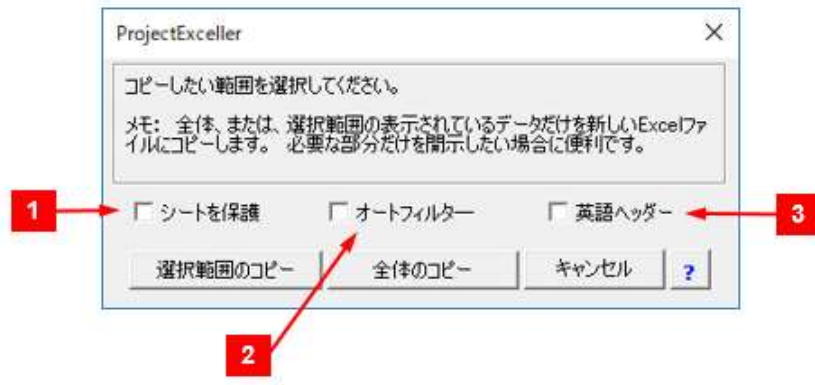 ProjectExceller
コピーしたい範囲を選択してください。
メモ: 全体、または、選択範囲の表示されているデータだけを新しいExcelファ
イルにコピーします。 必要な部分だけを開示したい場合に便利です。
1 シートを保護 オートフィルター 英語ヘッダー 3
選択範囲のコピー 全体のコピー キャンセル ?
2